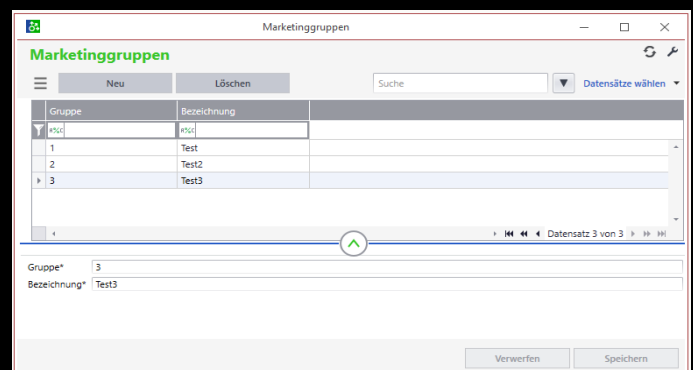 Marketinggruppen
Marketinggruppen
Neu Löschen Suche Datensätze wählen
Gruppe Bezeichnung
1 Test
2 Test2
3 Test3
Datensatz 3 von 3
Gruppe* 3
Bezeichnung* Test3
Verwerfen Speichern